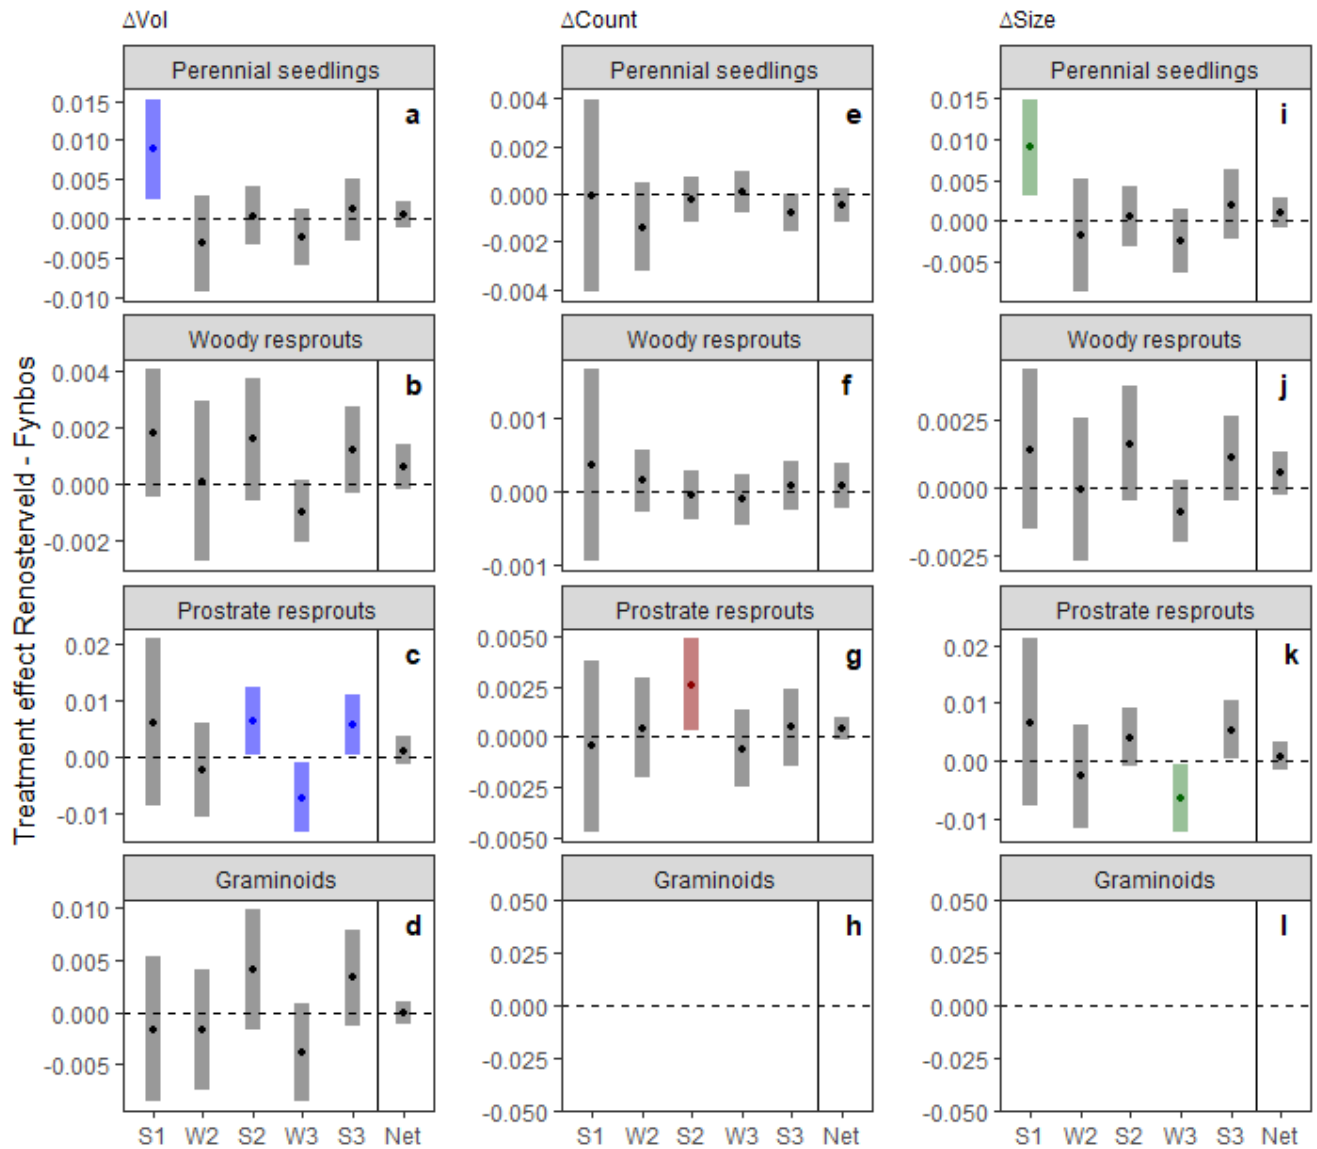 ΔVol
ΔCount
ΔSize
Treatment effect Renosterveld - Fynbos
Perennial seedlings
a
0.015
0.010
0.005
0.000
-0.005
-0.010
Perennial seedlings
e
0.004
0.002
0.000
-0.002
-0.004
Perennial seedlings
i
0.015
0.010
0.005
0.000
-0.005
Woody resprouts
b
0.004
0.002
0.000
-0.002
Woody resprouts
f
0.001
0.000
-0.001
Woody resprouts
j
0.0025
0.0000
-0.0025
Prostrate resprouts
c
0.02
0.01
0.00
-0.01
Prostrate resprouts
g
0.0050
0.0025
0.0000
-0.0025
-0.0050
Prostrate resprouts
k
0.02
0.01
0.00
-0.01
Graminoids
d
0.010
0.005
0.000
-0.005
Graminoids
h
0.050
0.025
0.000
-0.025
-0.050
Graminoids
l
0.050
0.025
0.000
-0.025
-0.050
S1 W2 S2 W3 S3 Net
S1 W2 S2 W3 S3 Net
S1 W2 S2 W3 S3 Net